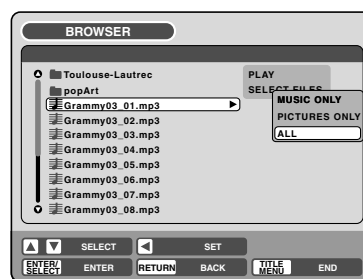 BROWSER
Toulouse-Lautrec
popArt
Grammy03_01.mp3
Grammy03_02.mp3
Grammy03_03.mp3
Grammy03_04.mp3
Grammy03_05.mp3
Grammy03_06.mp3
Grammy03_07.mp3
Grammy03_08.mp3
PLAY
SELECT FILES
MUSIC ONLY
PICTURES ONLY
ALL
SELECT
SET
ENTER/
SELECT
ENTER
RETURN
BACK
TITLE
MENU
END